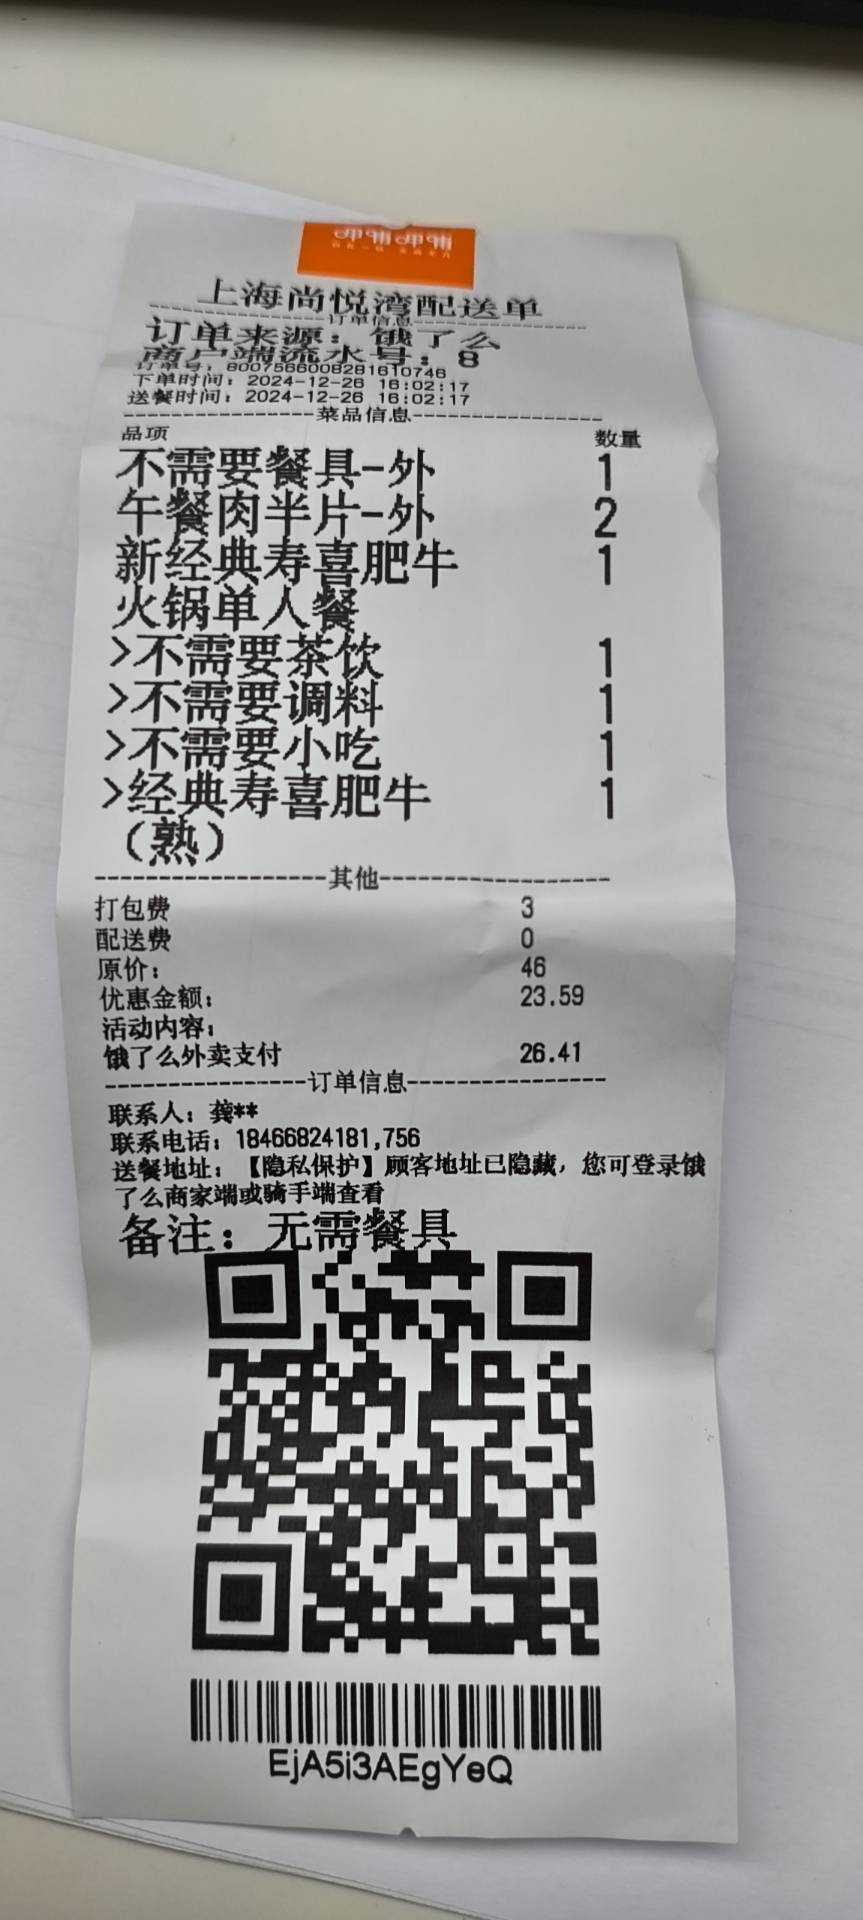 呷哺呷哺
上海尚悦湾配送单
订单信息
订单来源：饿了么
商户端流水号：8
订单号：8007566008281610746
下单时间：2024-12-26 16:02:17
送餐时间：2024-12-26 16:02:17
------------------菜品信息------------------
品项 数量
不需要餐具-外 1
午餐肉半片-外 2
新经典寿喜肥牛 1
火锅单人餐
>不需要茶饮 1
>不需要调料 1
>不需要小吃 1
>经典寿喜肥牛 1
（熟）
------------------其他------------------
打包费 3
配送费 0
原价： 46
优惠金额： 23.59
活动内容：
饿了么外卖支付 26.41
----------------订单信息----------------
联系人：龚**
联系电话：18466824181,756
送餐地址：【隐私保护】顾客地址已隐藏，您可登录饿
了么商家端或骑手端查看
备注：无需餐具
EjA5i3AEgYeQ